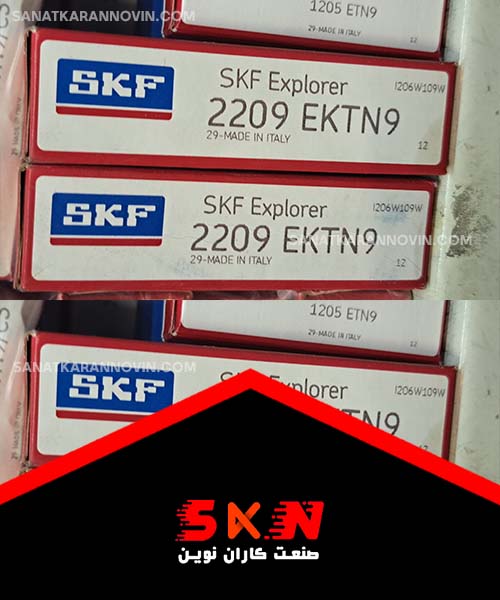 SANATKARANNOVIN.COM
1205 ETN9
29-MADE IN ITALY
SKF
SKF Explorer
I206W109W
2209 EKTN9
29-MADE IN ITALY
12
SKF
SKF Explorer
I206W109W
2209 EKTN9
SANATKARANNOVIN.COM
29-MADE IN ITALY
12
1205 ETN9
29-MADE IN ITALY
12
SANATKARANNOVIN.COM
SKF
I206W109W
12
SKN
صنعت کاران نوین